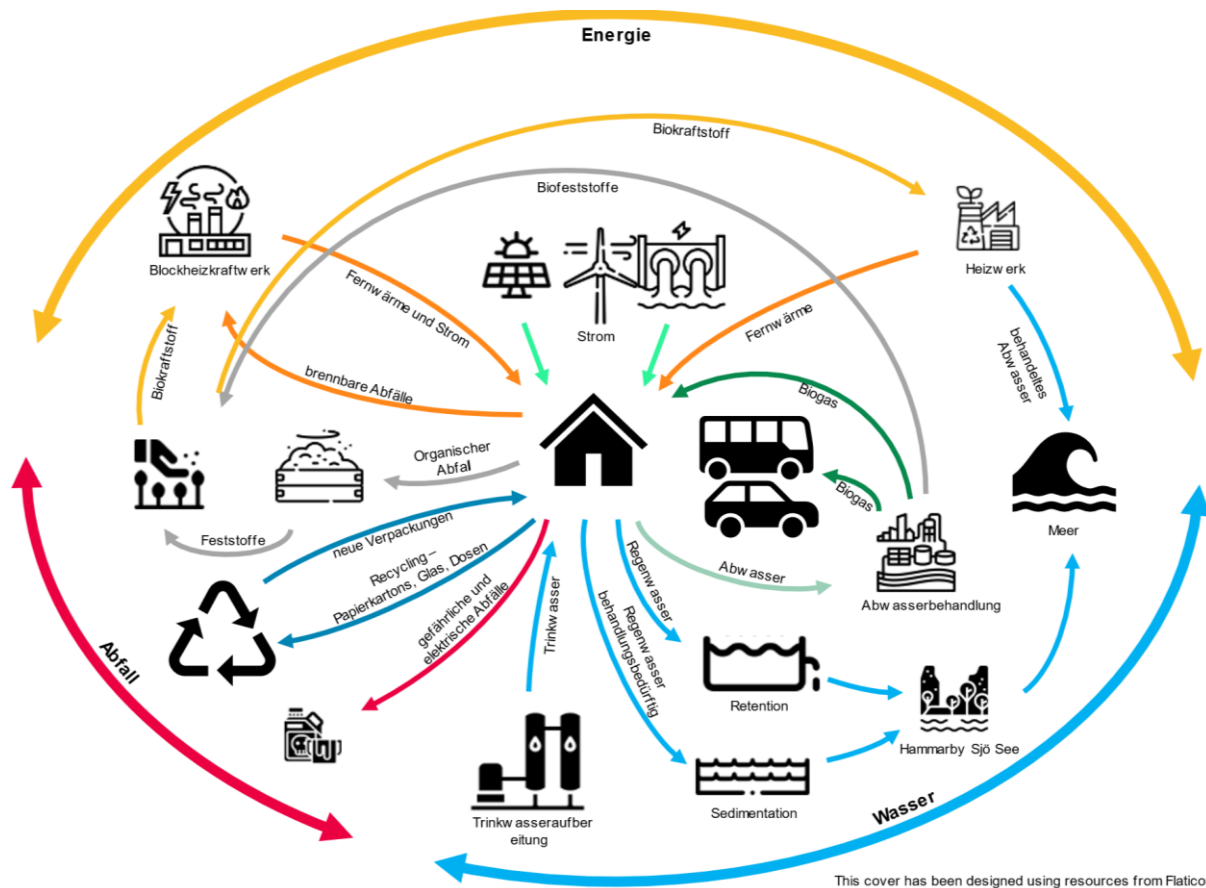 Energie
Biokraftstoff
Biofeststoffe
Blockheizkraftwerk
Heizwerk
Fernwärme und Strom
Strom
Fernwärme
behandeltes
Abwasser
Biokraftstoff
brennbare Abfälle
Biogas
Organischer
Abfall
Biogas
Meer
Feststoffe
neue Verpackungen
Recycling –
Papierkartons, Glas, Dosen
gefährliche und
elektrische Abfälle
Trinkwasser
Regenwasser
behandlungsbedürftig
Regenwasser
Abwasser
Abwasserbehandlung
Abfall
Retention
Hammarby Sjö See
Sedimentation
Wasser
Trinkwasseraufber
eitung
This cover has been designed using resources from Flatico